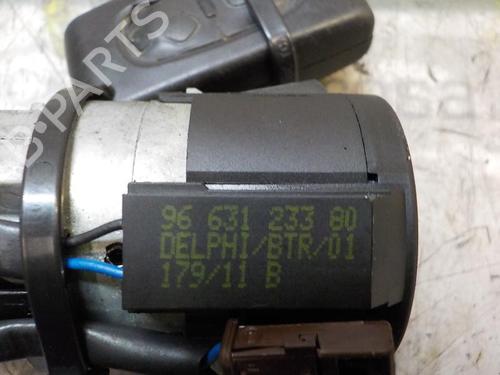 B-PARTS
96 631 233 80
DELPHI/BTR/01
179/11 B